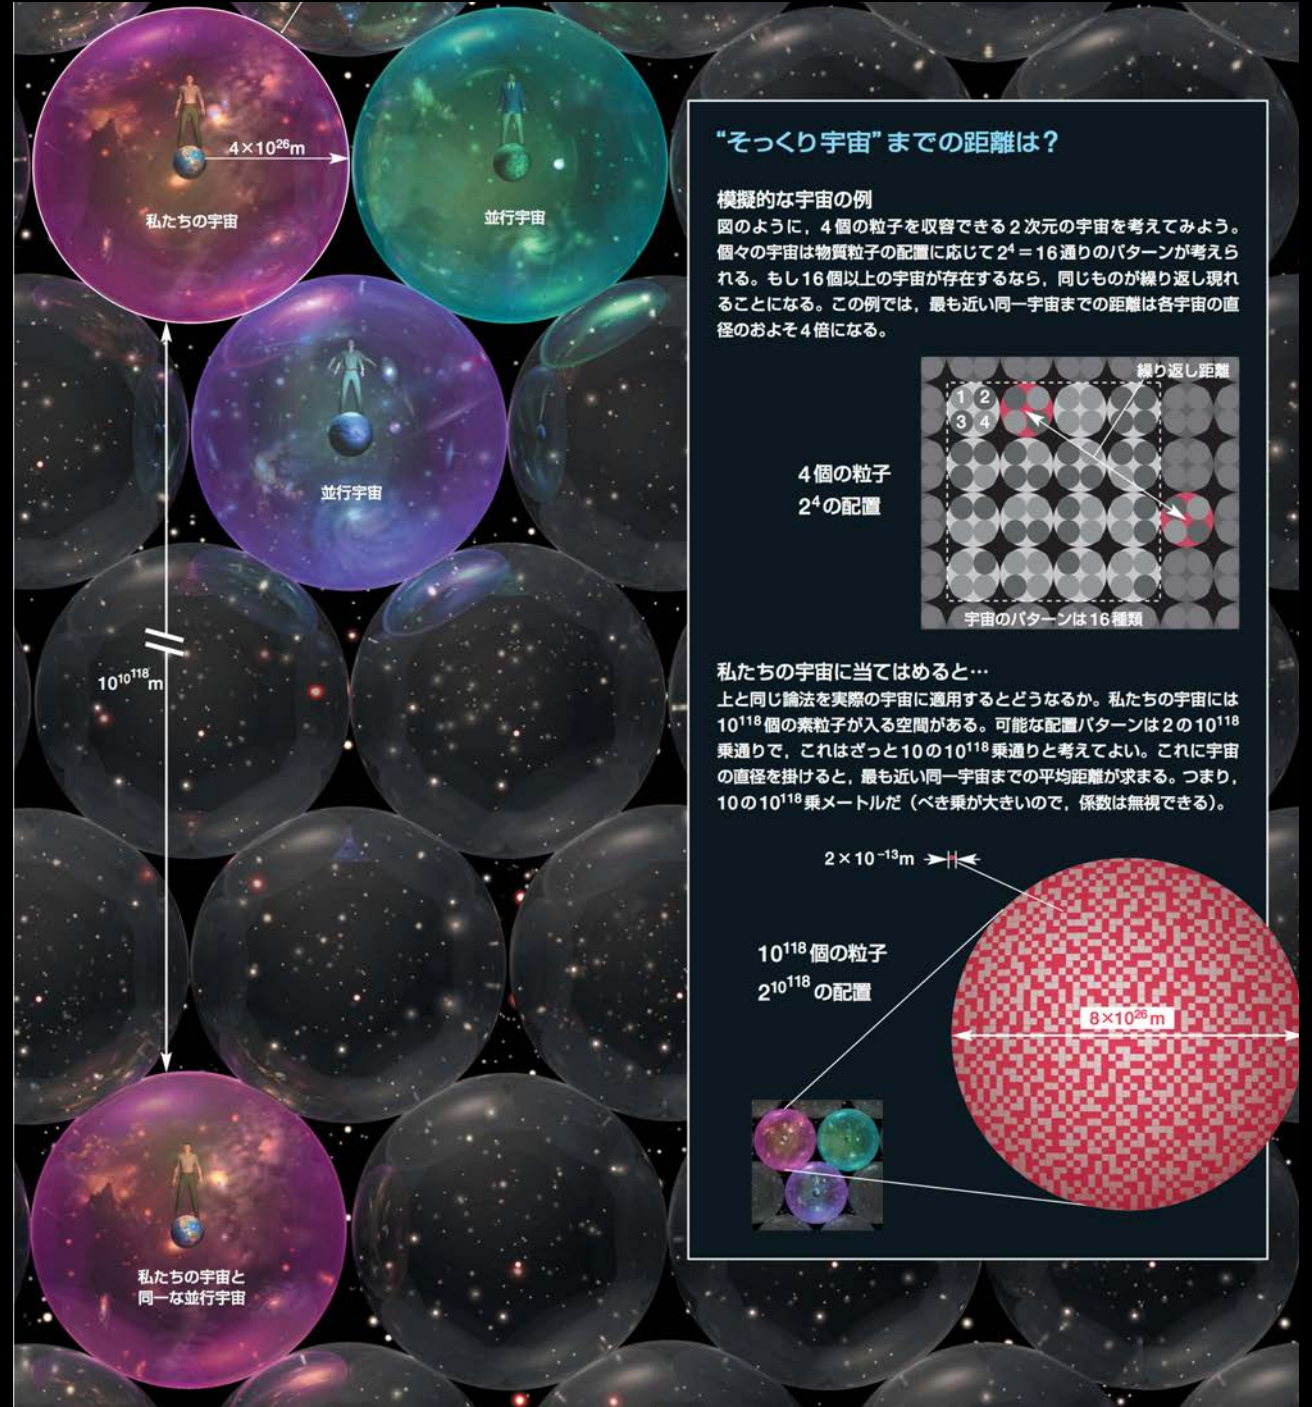 4×10²⁶m
私たちの宇宙
並行宇宙
並行宇宙
10¹⁰¹¹⁸m
私たちの宇宙と
同一な並行宇宙
“そっくり宇宙”までの距離は？
模擬的な宇宙の例
図のように，4個の粒子を収容できる2次元の宇宙を考えてみよう。
個々の宇宙は物質粒子の配置に応じて2⁴＝16通りのパターンが考えら
れる。もし16個以上の宇宙が存在するなら，同じものが繰り返し現れ
ることになる。この例では，最も近い同一宇宙までの距離は各宇宙の直
径のおよそ4倍になる。
繰り返し距離
1 2
3 4
4個の粒子
2⁴の配置
宇宙のパターンは16種類
私たちの宇宙に当てはめると…
上と同じ論法を実際の宇宙に適用するとどうなるか。私たちの宇宙には
10¹¹⁸個の素粒子が入る空間がある。可能な配置パターンは2の10¹¹⁸
乗通りで，これはざっと10の10¹¹⁸乗通りと考えてよい。これに宇宙
の直径を掛けると，最も近い同一宇宙までの平均距離が求まる。つまり，
10の10¹¹⁸乗メートルだ（べき乗が大きいので，係数は無視できる）。
2×10⁻¹³m
10¹¹⁸個の粒子
2¹⁰¹¹⁸の配置
8×10²⁶m